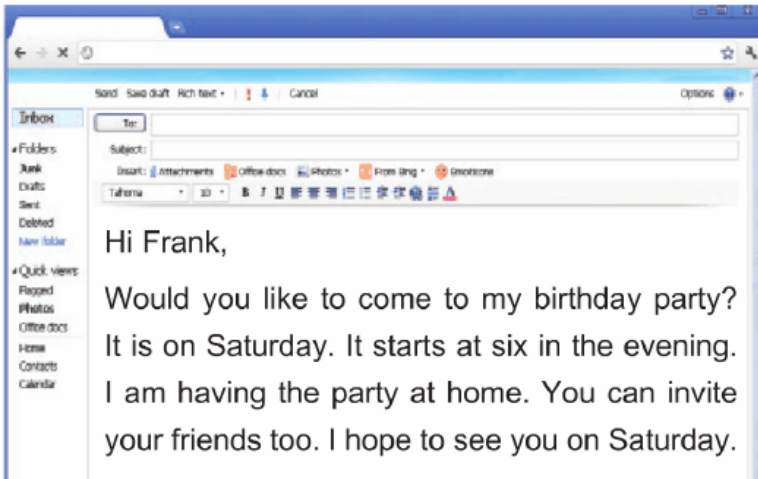 Send Save draft Rich text Cancel Options
Inbox
To:
Folders
Subject:
Junk
Insert: Attachments Office docs Photos From Bing Emoticons
Drafts
Tahoma 10 B I U A
Sent
Deleted
New folder
Hi Frank,
Quick views
Flagged
Photos
Office docs
Home
Contacts
Calendar
Would you like to come to my birthday party?
It is on Saturday. It starts at six in the evening.
I am having the party at home. You can invite
your friends too. I hope to see you on Saturday.